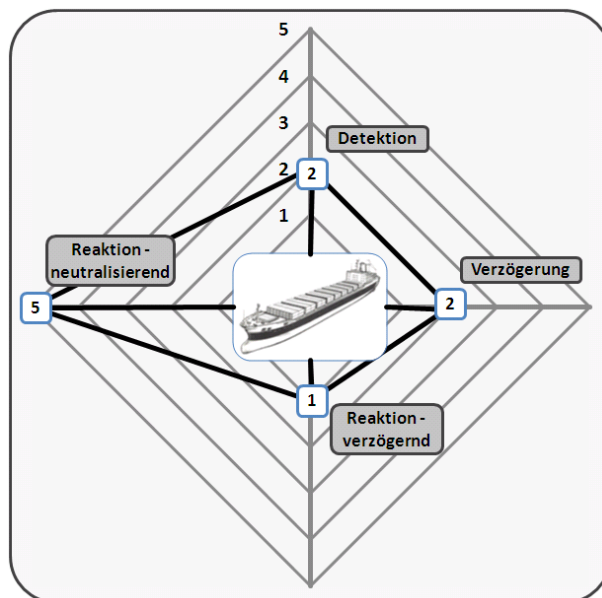 5
4
3
Detektion
2
2
1
Reaktion -
neutralisierend
Verzögerung
5
2
1
Reaktion -
verzögernd